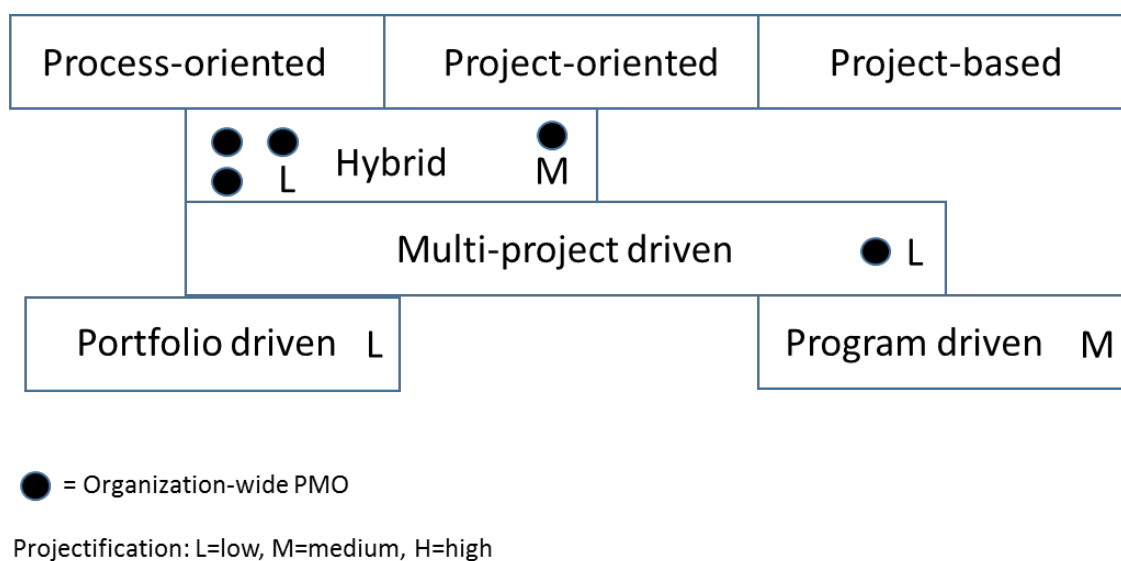 Process-oriented
Project-oriented
Project-based
Hybrid
L
M
Multi-project driven
L
Portfolio driven L
Program driven M
= Organization-wide PMO
Projectification: L=low, M=medium, H=high